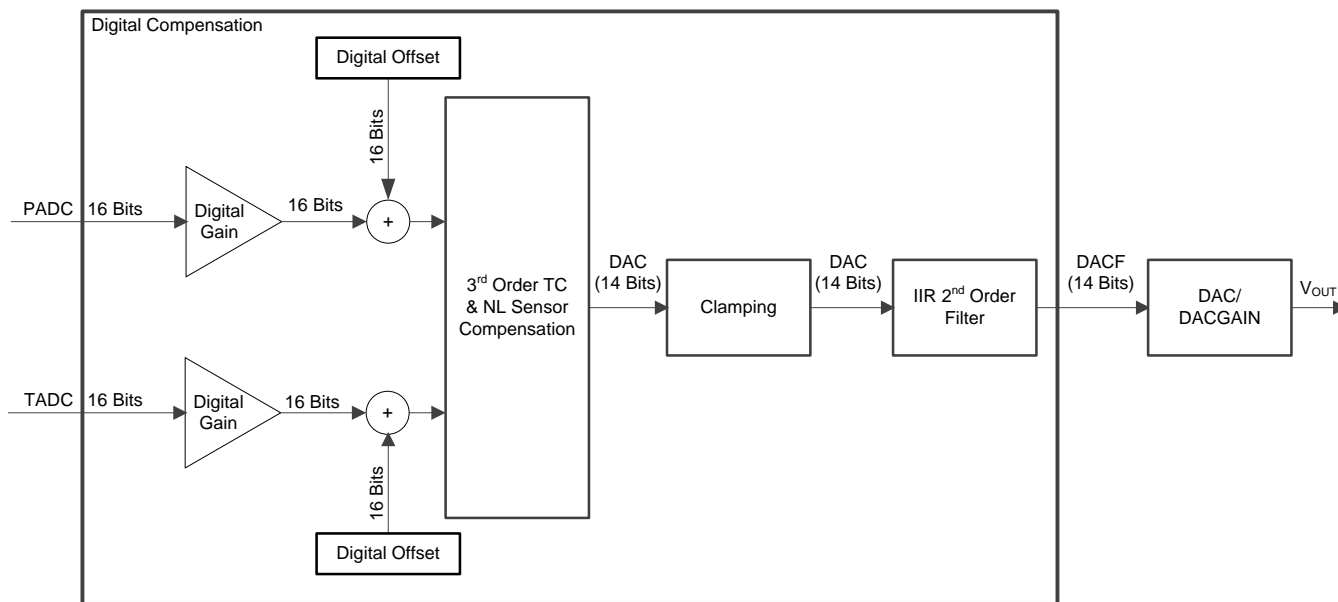 Digital Compensation
Digital Offset
16 Bits
PADC
16 Bits
Digital
Gain
16 Bits
+
3rd Order TC
& NL Sensor
Compensation
DAC
(14 Bits)
Clamping
DAC
(14 Bits)
IIR 2nd Order
Filter
DACF
(14 Bits)
DAC/
DACGAIN
VOUT
TADC
16 Bits
Digital
Gain
16 Bits
+
16 Bits
Digital Offset